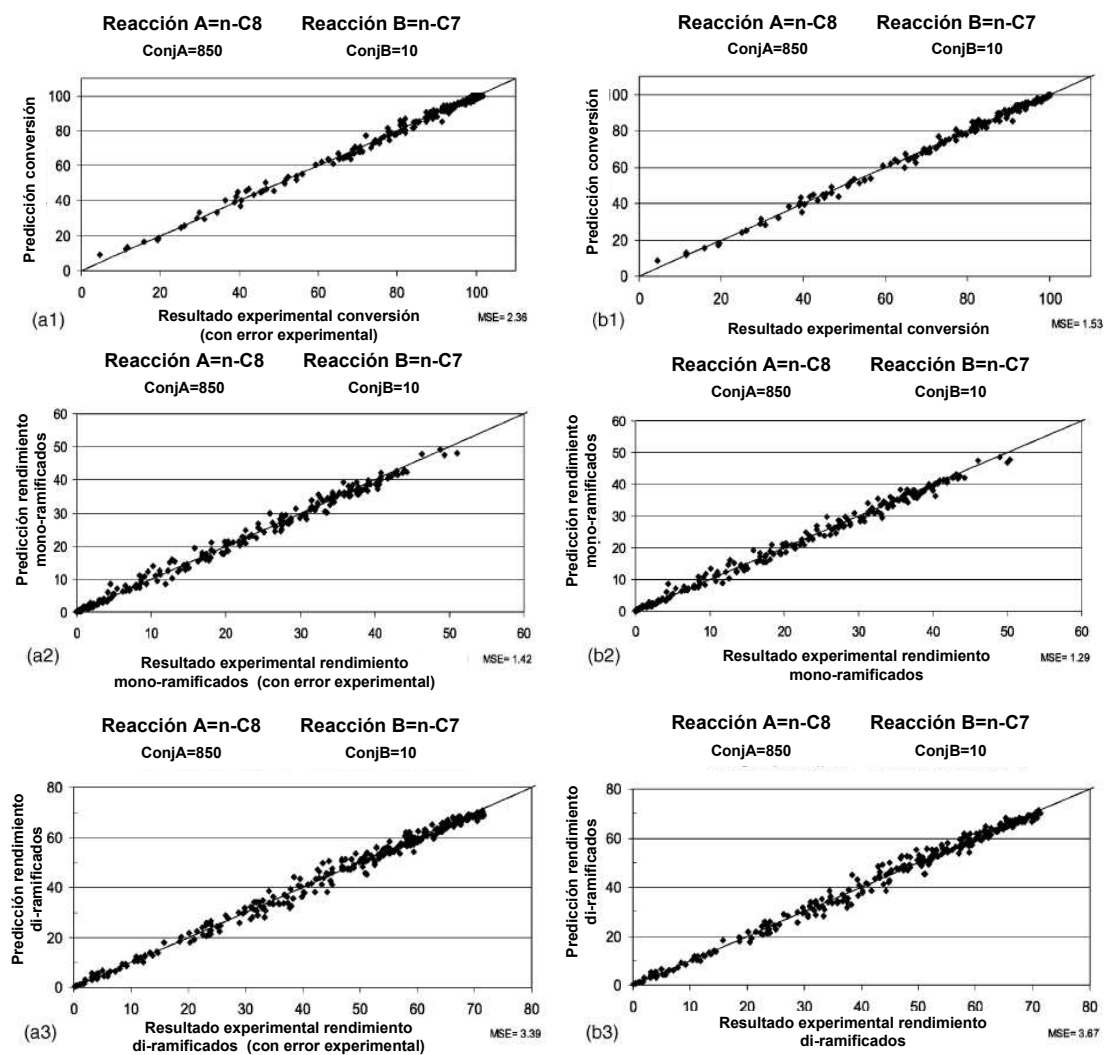 Reacción A=n-C8 Reacción B=n-C7
ConjA=850 ConjB=10
Predicción conversión
100
80
60
40
20
0
0 20 40 60 80 100
(a1)
Resultado experimental conversión
(con error experimental)
MSE= 2.36
Reacción A=n-C8 Reacción B=n-C7
ConjA=850 ConjB=10
Predicción conversión
100
80
60
40
20
0
0 20 40 60 80 100
(b1)
Resultado experimental conversión
MSE= 1.53
Reacción A=n-C8 Reacción B=n-C7
ConjA=850 ConjB=10
Predicción rendimiento
mono-ramificados
60
50
40
30
20
10
0
0 10 20 30 40 50 60
(a2)
Resultado experimental rendimiento
mono-ramificados (con error experimental)
MSE= 1.42
Reacción A=n-C8 Reacción B=n-C7
ConjA=850 ConjB=10
Predicción rendimiento
mono-ramificados
60
50
40
30
20
10
0
0 10 20 30 40 50 60
(b2)
Resultado experimental rendimiento
mono-ramificados
MSE= 1.29
Reacción A=n-C8 Reacción B=n-C7
ConjA=850 ConjB=10
Predicción rendimiento
di-ramificados
80
60
40
20
0
0 10 20 30 40 50 60 70 80
(a3)
Resultado experimental rendimiento
di-ramificados (con error experimental)
MSE= 3.39
Reacción A=n-C8 Reacción B=n-C7
ConjA=850 ConjB=10
Predicción rendimiento
di-ramificados
80
60
40
20
0
0 10 20 30 40 50 60 70 80
(b3)
Resultado experimental rendimiento
di-ramificados
MSE= 3.67